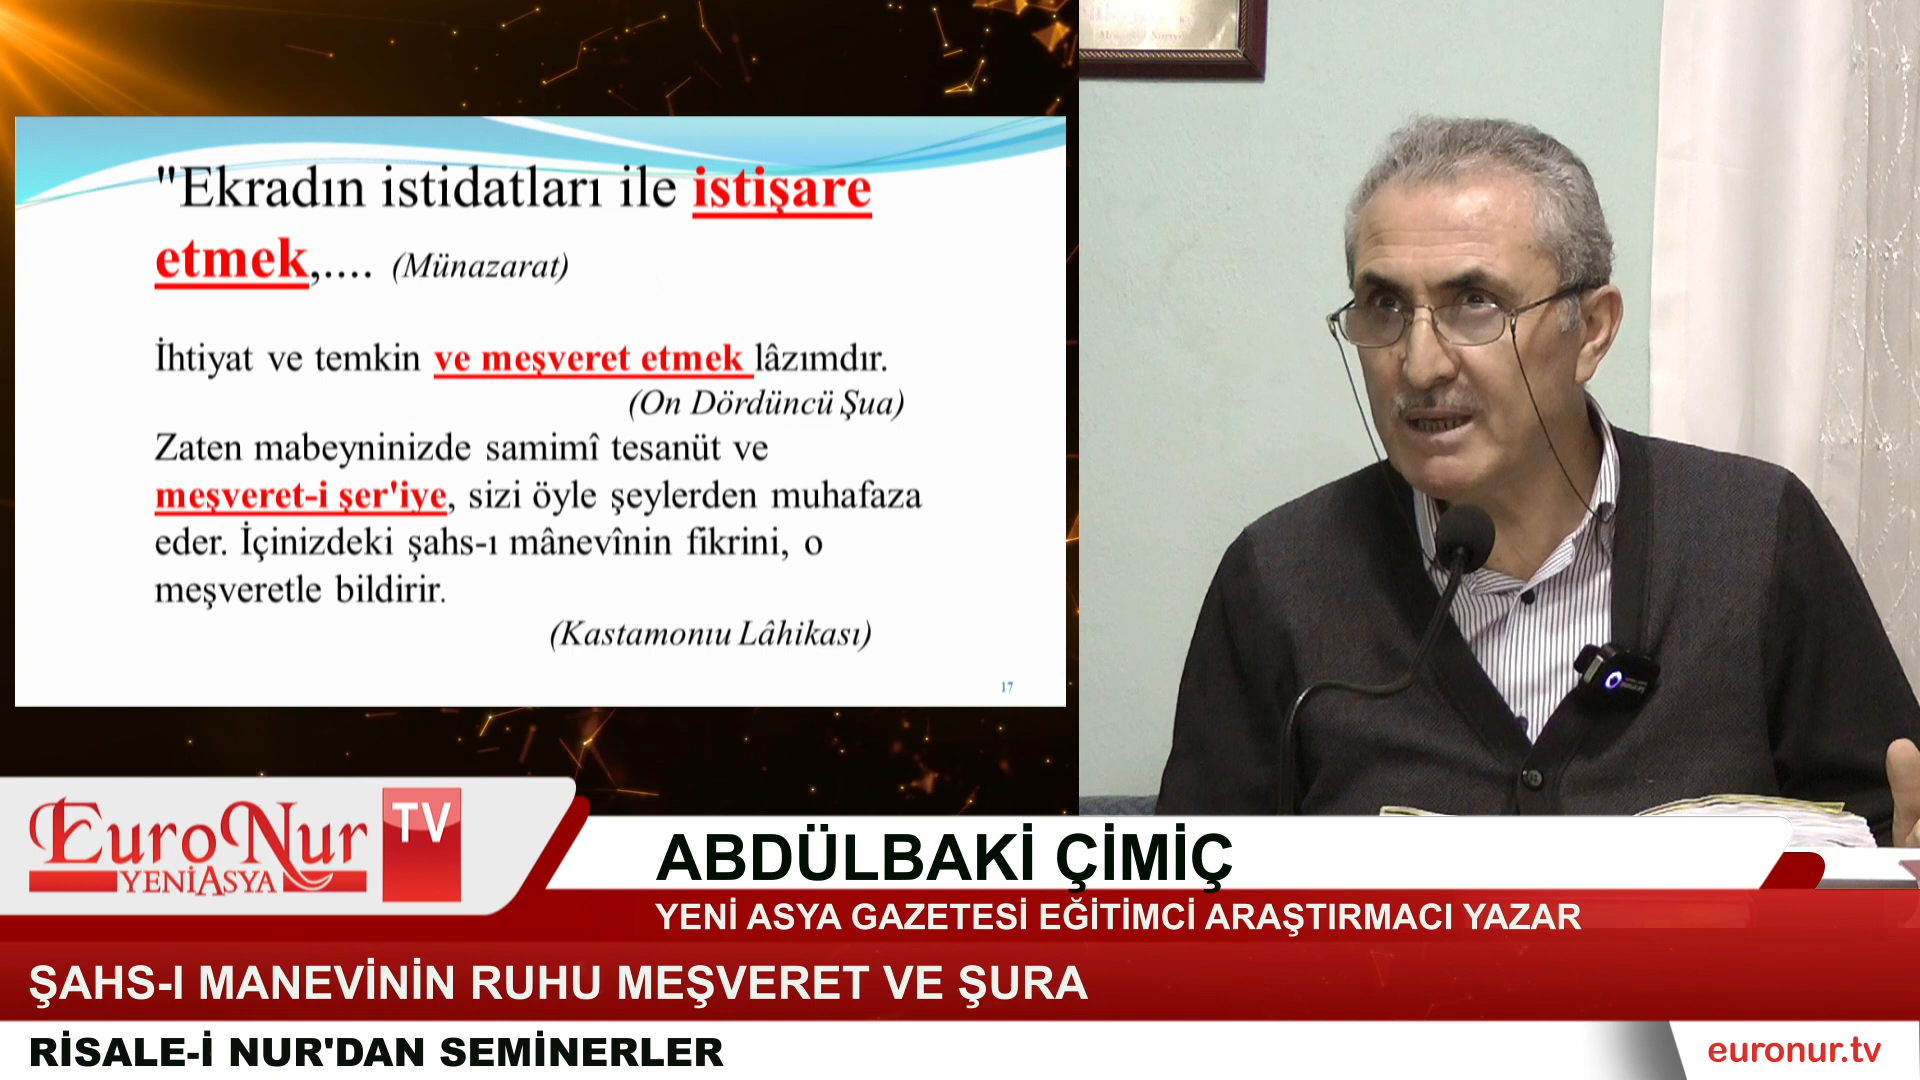 "Ekradın istidatları ile istişare
etmek,.... (Münazarat)
İhtiyat ve temkin ve meşveret etmek lâzımdır.
(On Dördüncü Şua)
Zaten mabeyninizde samimî tesanüt ve
meşveret-i şer'iye, sizi öyle şeylerden muhafaza
eder. İçinizdeki şahs-ı mânevînin fikrini, o
meşveretle bildirir.
(Kastamonıu Lâhikası)
17
EuroNur TV
YENİASYA
ABDÜLBAKİ ÇİMİÇ
YENİ ASYA GAZETESİ EĞİTİMCİ ARAŞTIRMACI YAZAR
ŞAHS-I MANEVİNİN RUHU MEŞVERET VE ŞURA
RİSALE-İ NUR'DAN SEMİNERLER
euronur.tv